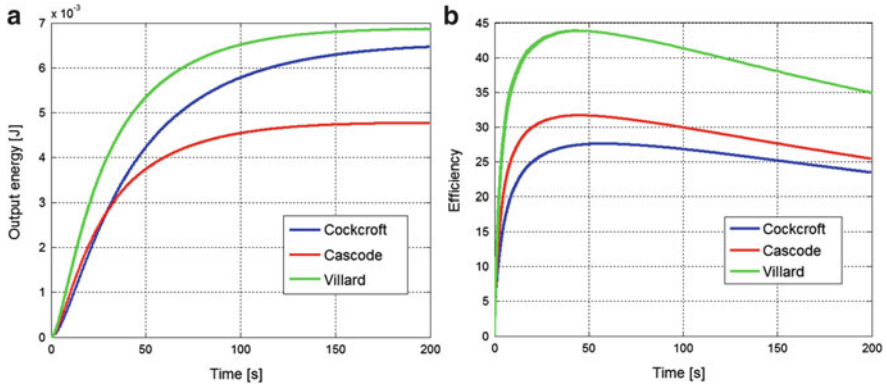 a
7 x 10⁻³
6
5
4
3
2
1
0
0 50 100 150 200
Output energy [J]
Time [s]
Cockcroft
Cascode
Villard
b
45
40
35
30
25
20
15
10
5
0
0 50 100 150 200
Efficiency
Time [s]
Cockcroft
Cascode
Villard